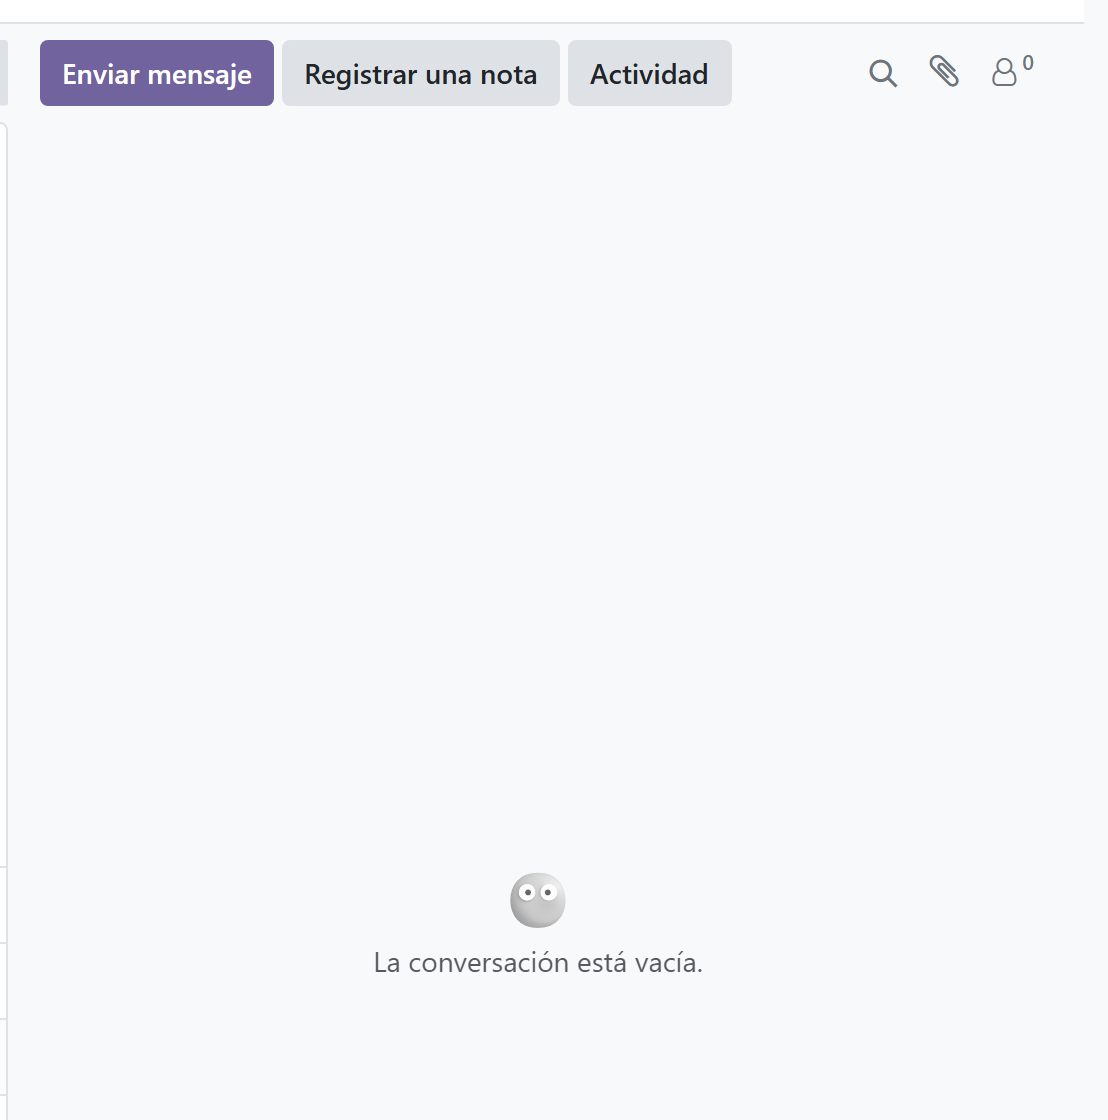 Enviar mensaje Registrar una nota Actividad 0
La conversación está vacía.